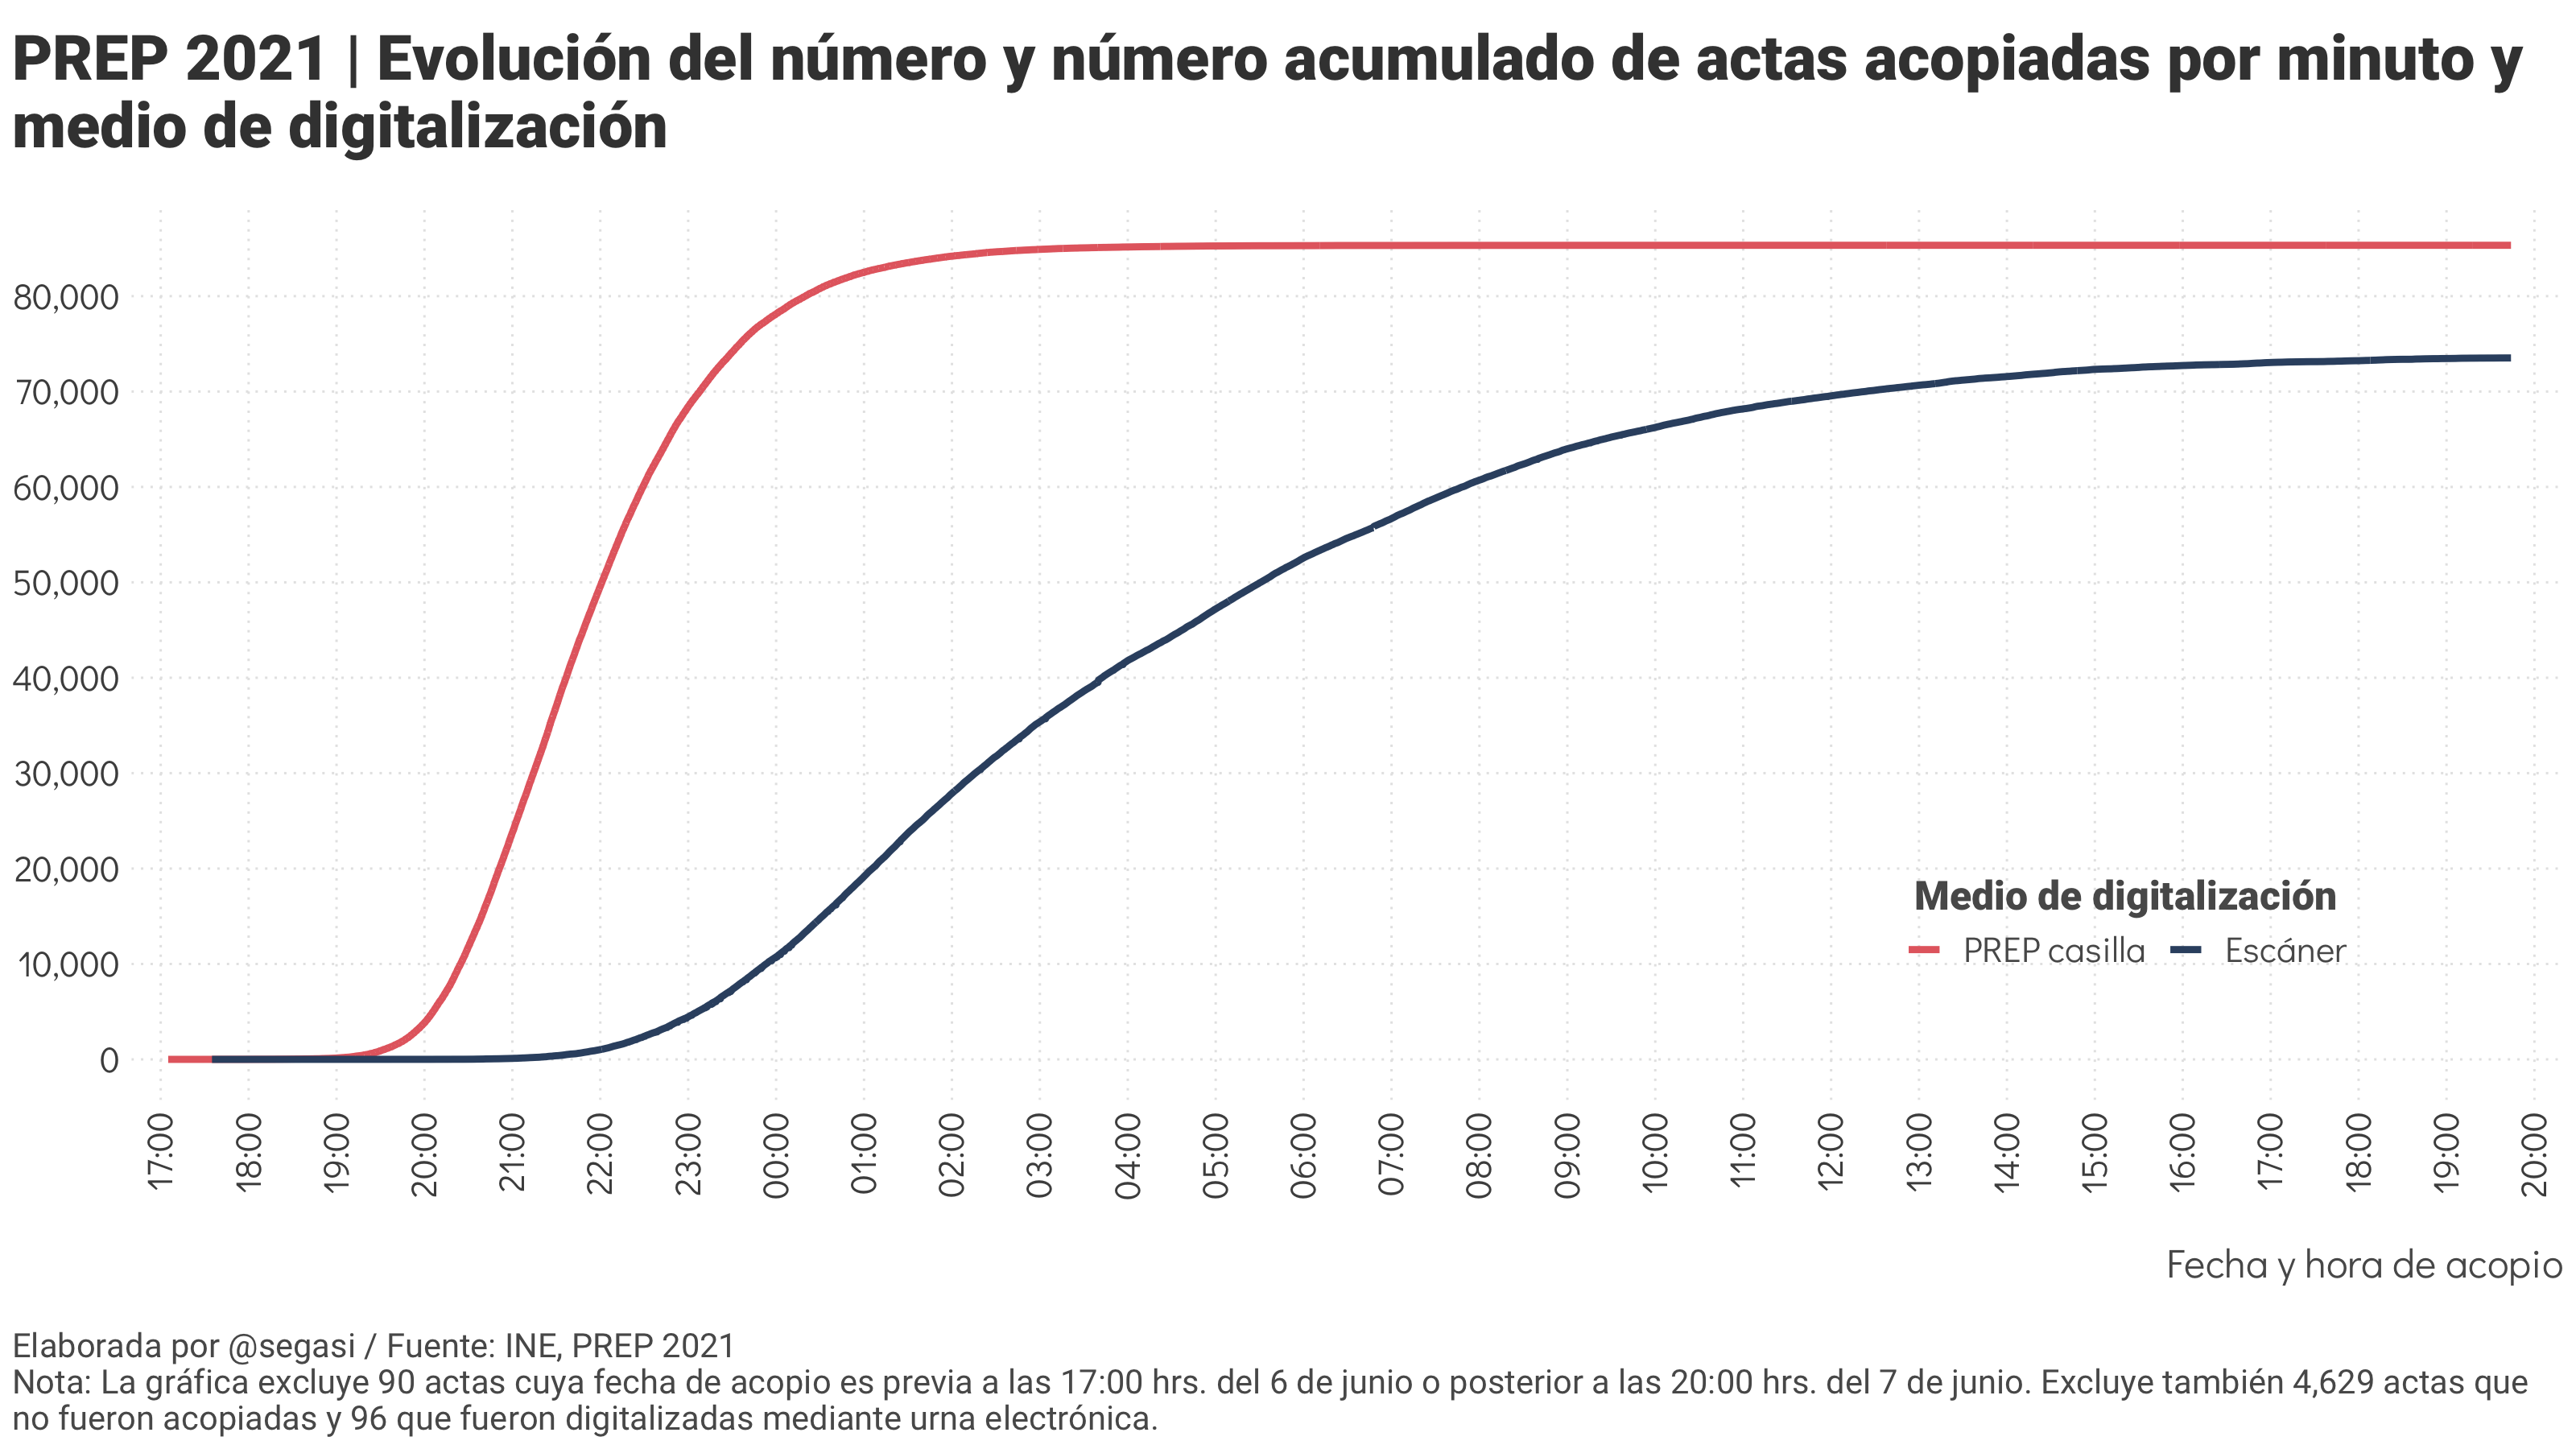 PREP 2021 | Evolución del número y número acumulado de actas acopiadas por minuto y
medio de digitalización
80,000
70,000
60,000
50,000
40,000
30,000
20,000
10,000
0
Medio de digitalización
PREP casilla Escáner
17:00 18:00 19:00 20:00 21:00 22:00 23:00 00:00 01:00 02:00 03:00 04:00 05:00 06:00 07:00 08:00 09:00 10:00 11:00 12:00 13:00 14:00 15:00 16:00 17:00 18:00 19:00 20:00
Fecha y hora de acopio
Elaborada por @segasi / Fuente: INE, PREP 2021
Nota: La gráfica excluye 90 actas cuya fecha de acopio es previa a las 17:00 hrs. del 6 de junio o posterior a las 20:00 hrs. del 7 de junio. Excluye también 4,629 actas que
no fueron acopiadas y 96 que fueron digitalizadas mediante urna electrónica.